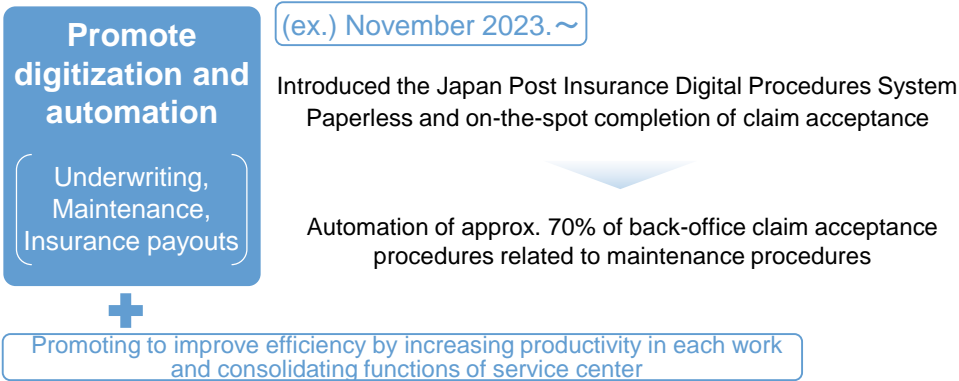 Promote
digitization and
automation
Underwriting,
Maintenance,
Insurance payouts
(ex.) November 2023.～
Introduced the Japan Post Insurance Digital Procedures System
Paperless and on-the-spot completion of claim acceptance
Automation of approx. 70% of back-office claim acceptance
procedures related to maintenance procedures
Promoting to improve efficiency by increasing productivity in each work
and consolidating functions of service center